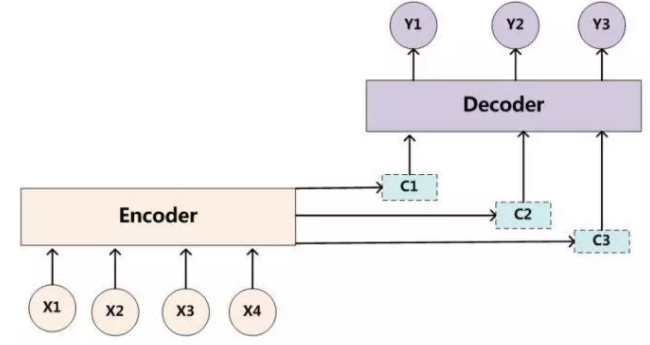 Y1 Y2 Y3
Decoder
C1
Encoder
C2
C3
X1 X2 X3 X4